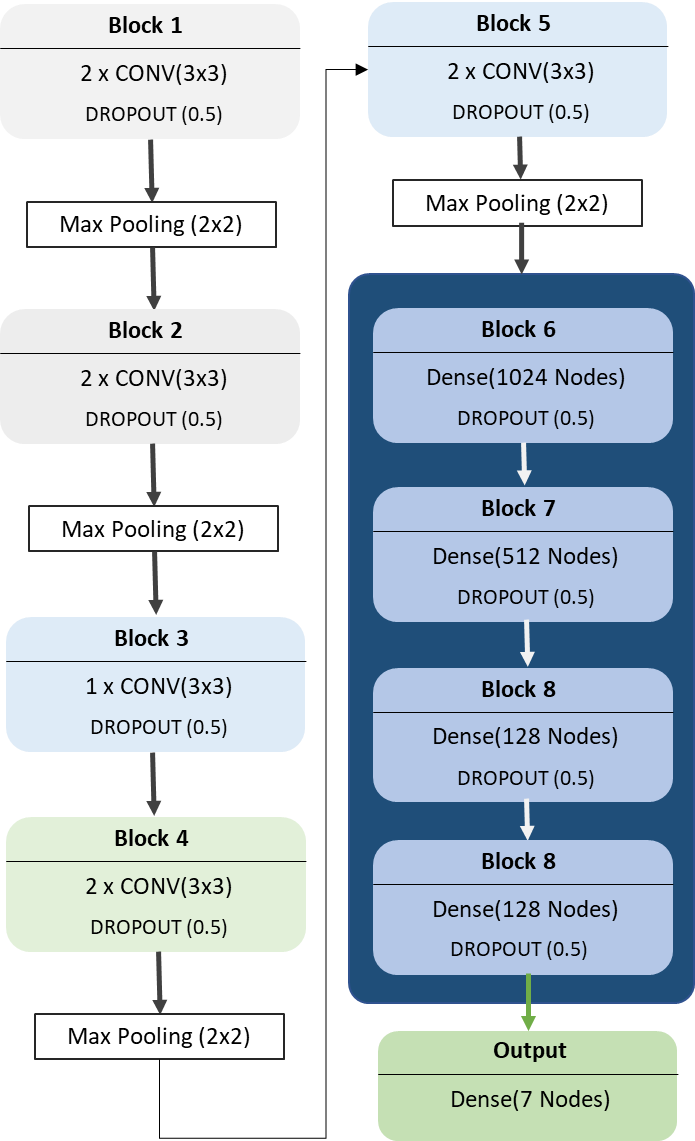 Block 1
2 x CONV(3x3)
DROPOUT (0.5)
Max Pooling (2x2)
Block 2
2 x CONV(3x3)
DROPOUT (0.5)
Max Pooling (2x2)
Block 3
1 x CONV(3x3)
DROPOUT (0.5)
Block 4
2 x CONV(3x3)
DROPOUT (0.5)
Max Pooling (2x2)
Block 5
2 x CONV(3x3)
DROPOUT (0.5)
Max Pooling (2x2)
Block 6
Dense(1024 Nodes)
DROPOUT (0.5)
Block 7
Dense(512 Nodes)
DROPOUT (0.5)
Block 8
Dense(128 Nodes)
DROPOUT (0.5)
Block 8
Dense(128 Nodes)
DROPOUT (0.5)
Output
Dense(7 Nodes)